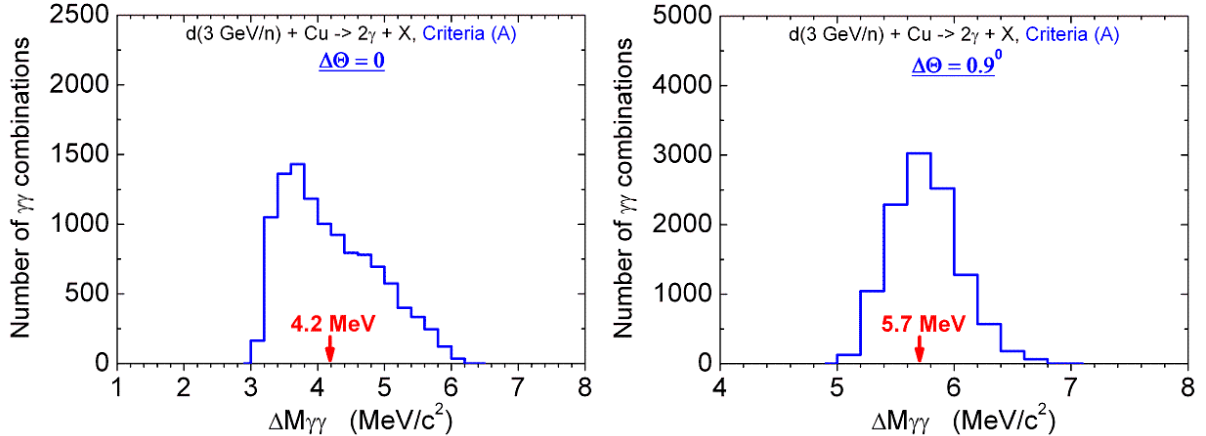 d(3 GeV/n) + Cu -> 2γ + X, Criteria (A)
ΔΘ = 0
Number of γγ combinations
2500
2000
1500
1000
500
0
4.2 MeV
1 2 3 4 5 6 7 8
ΔMγγ (MeV/c²)
d(3 GeV/n) + Cu -> 2γ + X, Criteria (A)
ΔΘ = 0.9⁰
Number of γγ combinations
5000
4000
3000
2000
1000
0
5.7 MeV
4 5 6 7 8
ΔMγγ (MeV/c²)